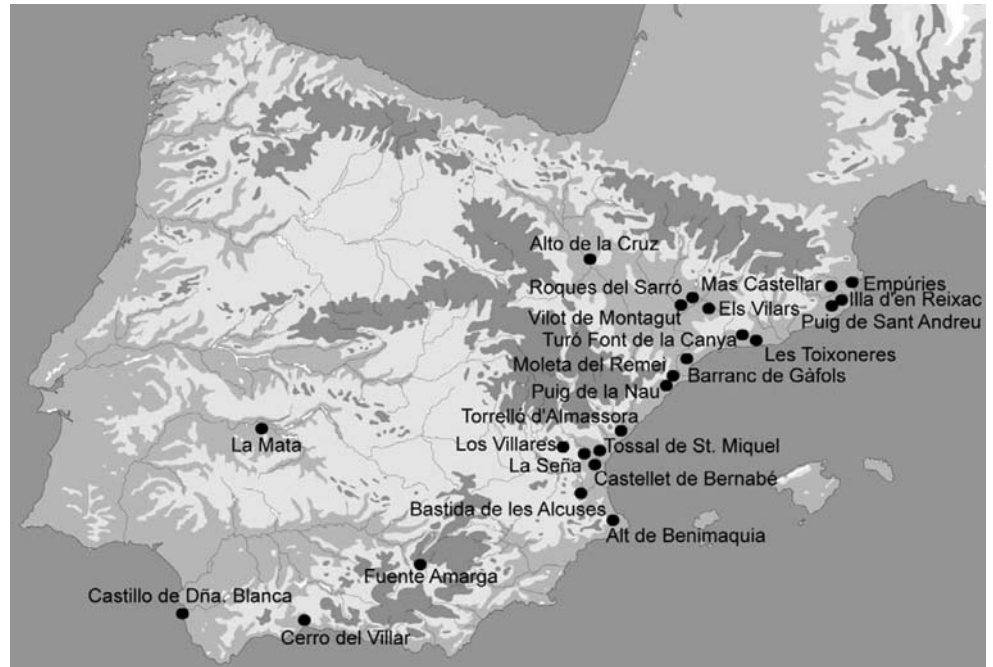 Alto de la Cruz
Roques del Sarró
Mas Castellar
Empúries
Vilot de Montagut
Els Vilars
Illa d'en Reixac
Puig de Sant Andreu
Turó Font de la Canya
Les Toixoneres
Moleta del Remei
Barranc de Gàfols
Puig de la Nau
Torrelló d'Almassora
La Mata
Los Villares
Tossal de St. Miquel
La Seña
Castellet de Bernabé
Bastida de les Alcuses
Alt de Benimaquia
Fuente Amarga
Castillo de Dña. Blanca
Cerro del Villar